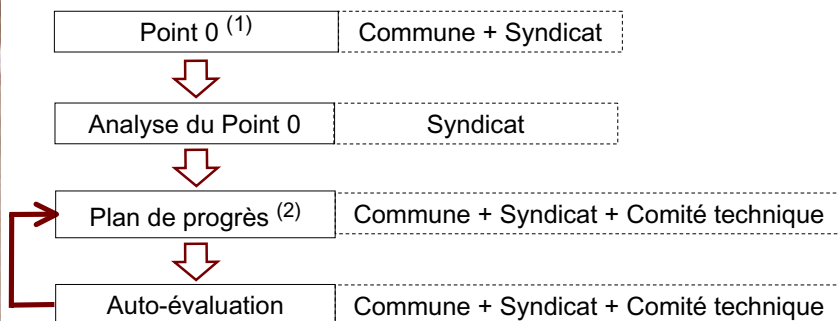 Point 0 (1) Commune + Syndicat
Analyse du Point 0 Syndicat
Plan de progrès (2) Commune + Syndicat + Comité technique
Auto-évaluation Commune + Syndicat + Comité technique